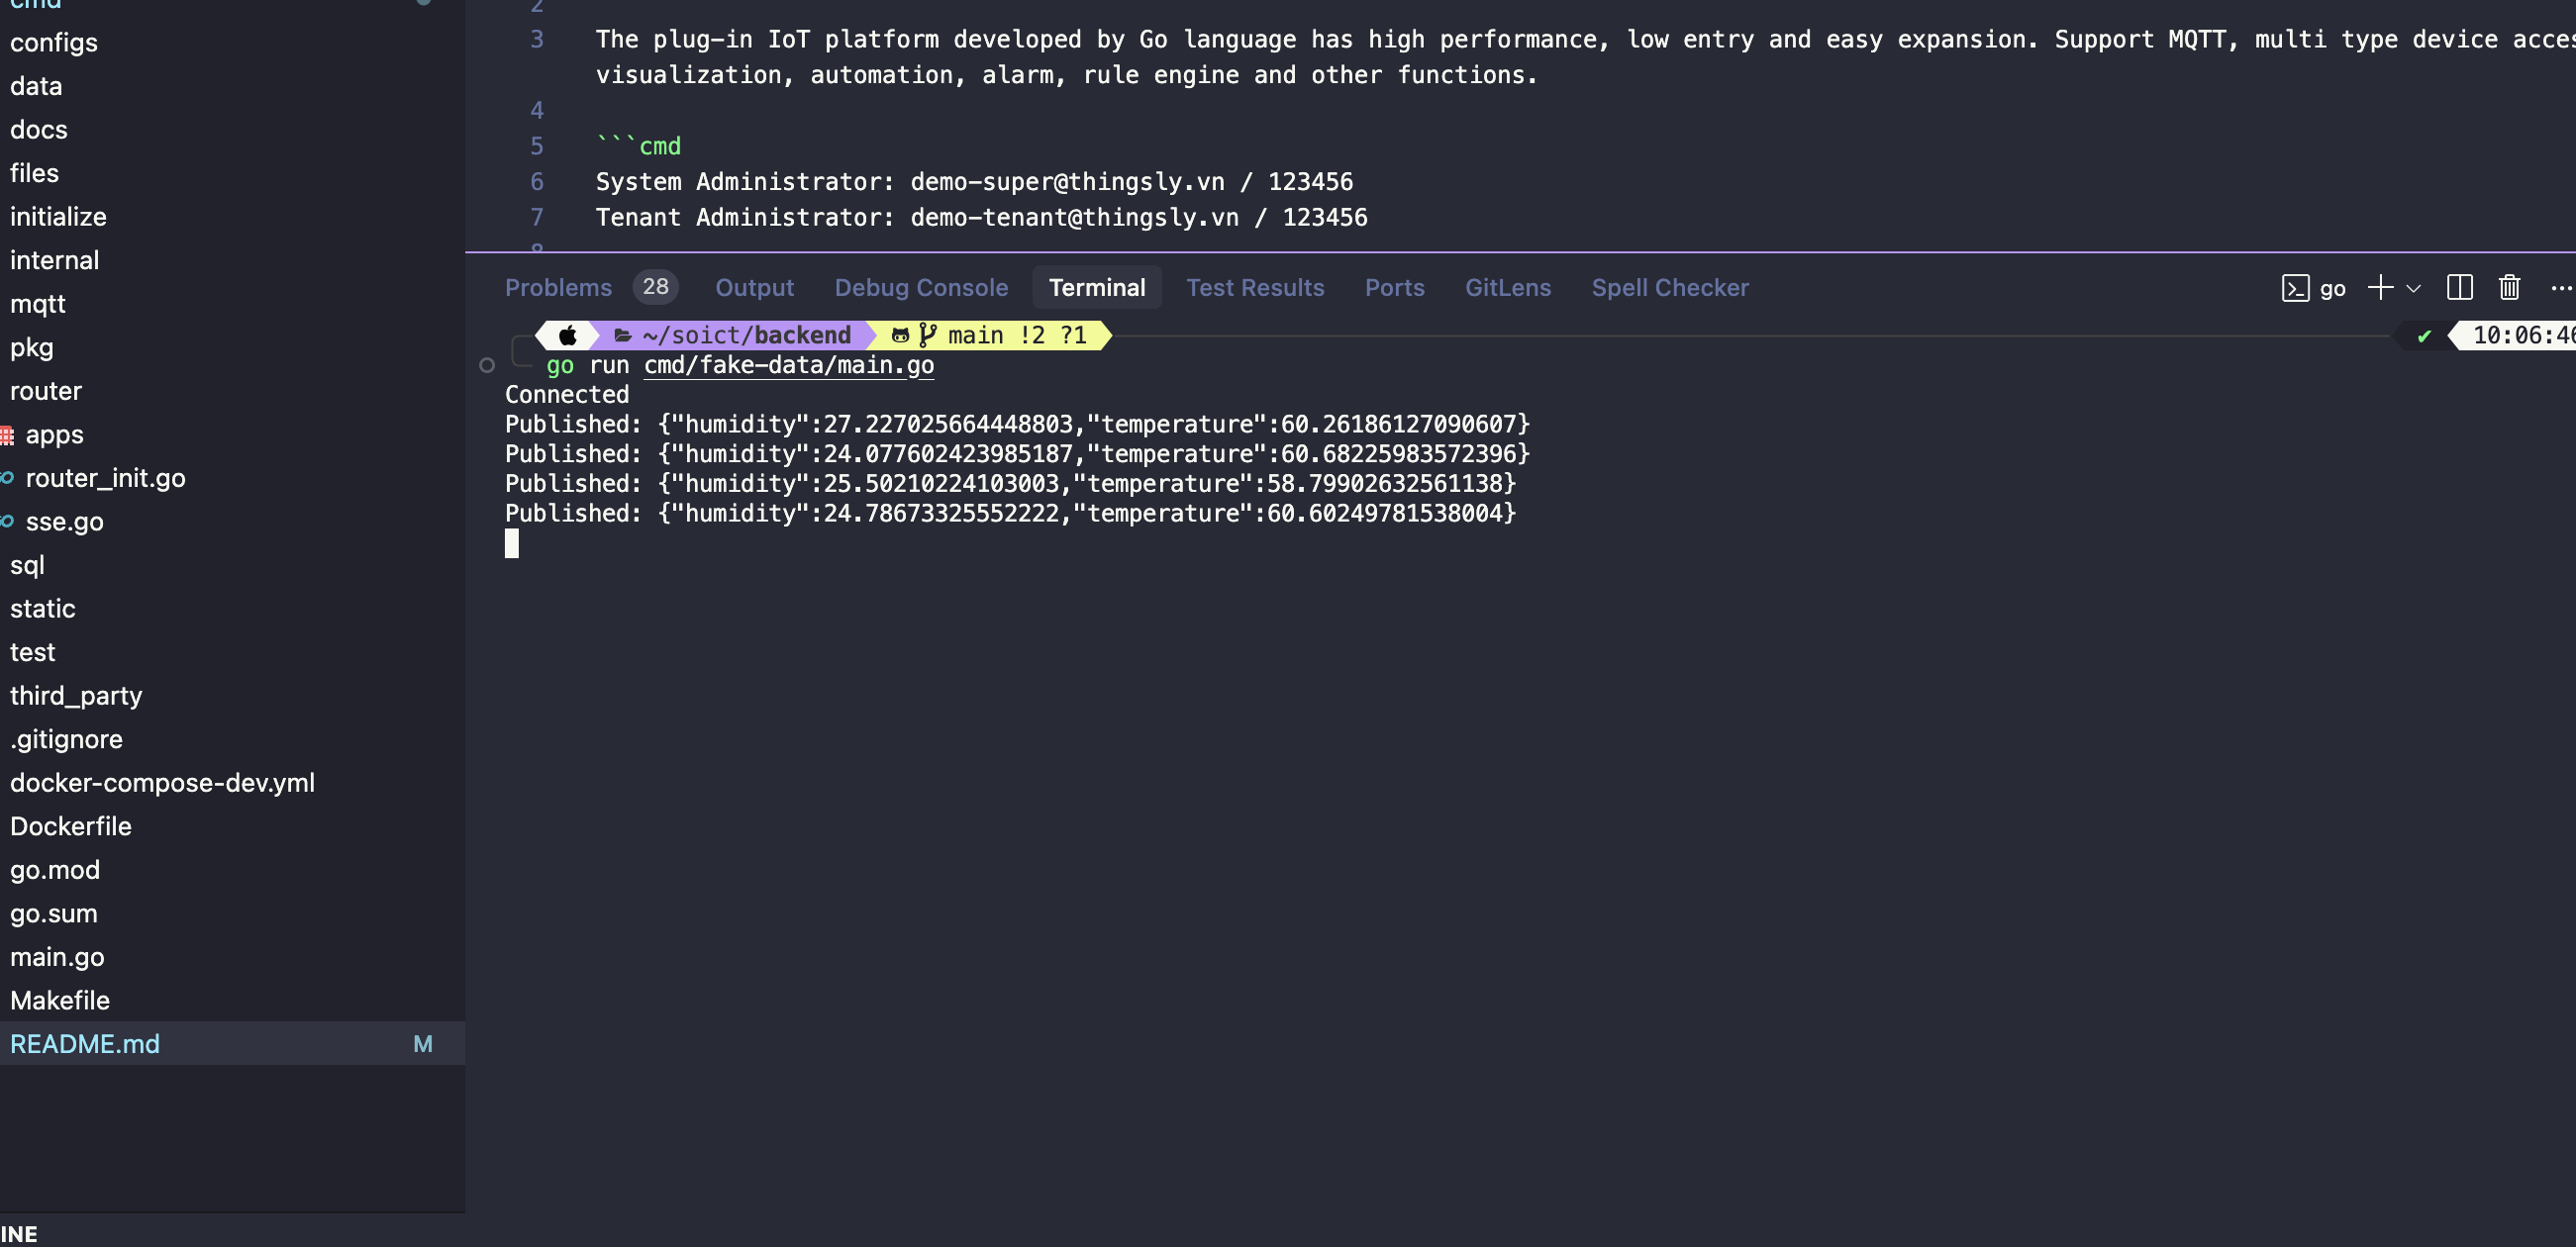 cmd
configs
data
docs
files
initialize
internal
mqtt
pkg
router
apps
router_init.go
sse.go
sql
static
test
third_party
.gitignore
docker-compose-dev.yml
Dockerfile
go.mod
go.sum
main.go
Makefile
README.md M
INE
2
3 The plug-in IoT platform developed by Go language has high performance, low entry and easy expansion. Support MQTT, multi type device
visualization, automation, alarm, rule engine and other functions.
4
5 ```cmd
6 System Administrator: demo-super@thingsly.vn / 123456
7 Tenant Administrator: demo-tenant@thingsly.vn / 123456
8
Problems 28 Output Debug Console Terminal Test Results Ports GitLens Spell Checker go
~/soict/backend main !2 ?1 ✔ 10:06:46
go run cmd/fake-data/main.go
Connected
Published: {"humidity":27.227025664448803,"temperature":60.26186127090607}
Published: {"humidity":24.077602423985187,"temperature":60.68225983572396}
Published: {"humidity":25.50210224103003,"temperature":58.79902632561138}
Published: {"humidity":24.78673325552222,"temperature":60.60249781538004}